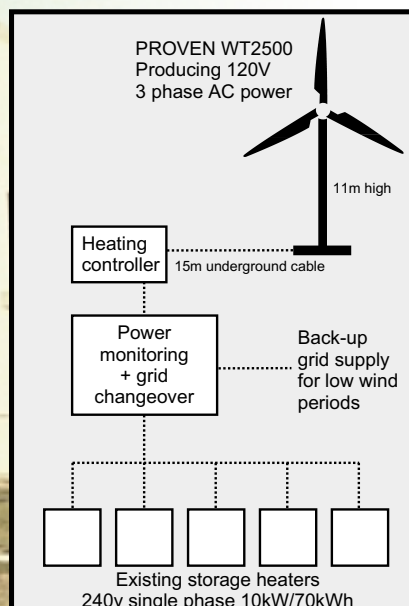 PROVEN WT2500
Producing 120V
3 phase AC power
11m high
Heating
controller
15m underground cable
Power
monitoring
+ grid
changeover
Back-up
grid supply
for low wind
periods
Existing storage heaters
240v single phase 10kW/70kWh